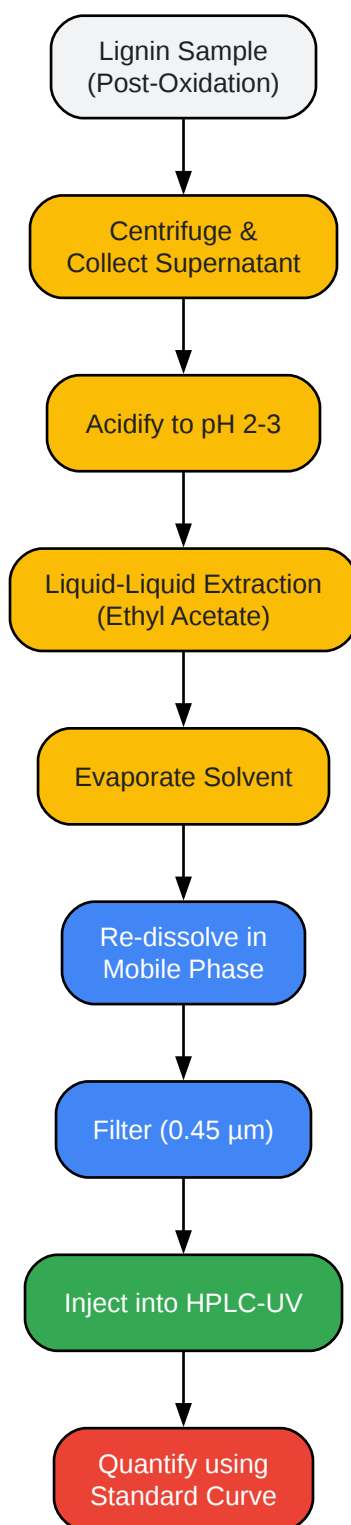 Lignin Sample
(Post-Oxidation)
Centrifuge &
Collect Supernatant
Acidify to pH 2-3
Liquid-Liquid Extraction
(Ethyl Acetate)
Evaporate Solvent
Re-dissolve in
Mobile Phase
Filter (0.45 µm)
Inject into HPLC-UV
Quantify using
Standard Curve